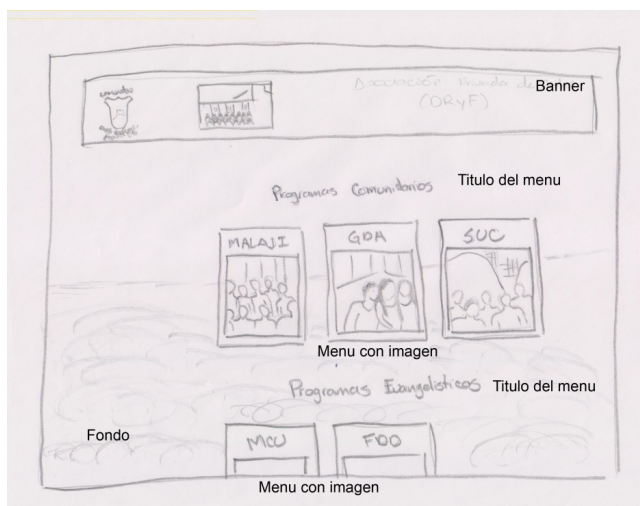 Banner
(DRyF)
Programas Comunitarios Titulo del menu
MALAJI GDA SUC
Menu con imagen
Programas Evangelisticos Titulo del menu
Fondo
MCU FDD
Menu con imagen